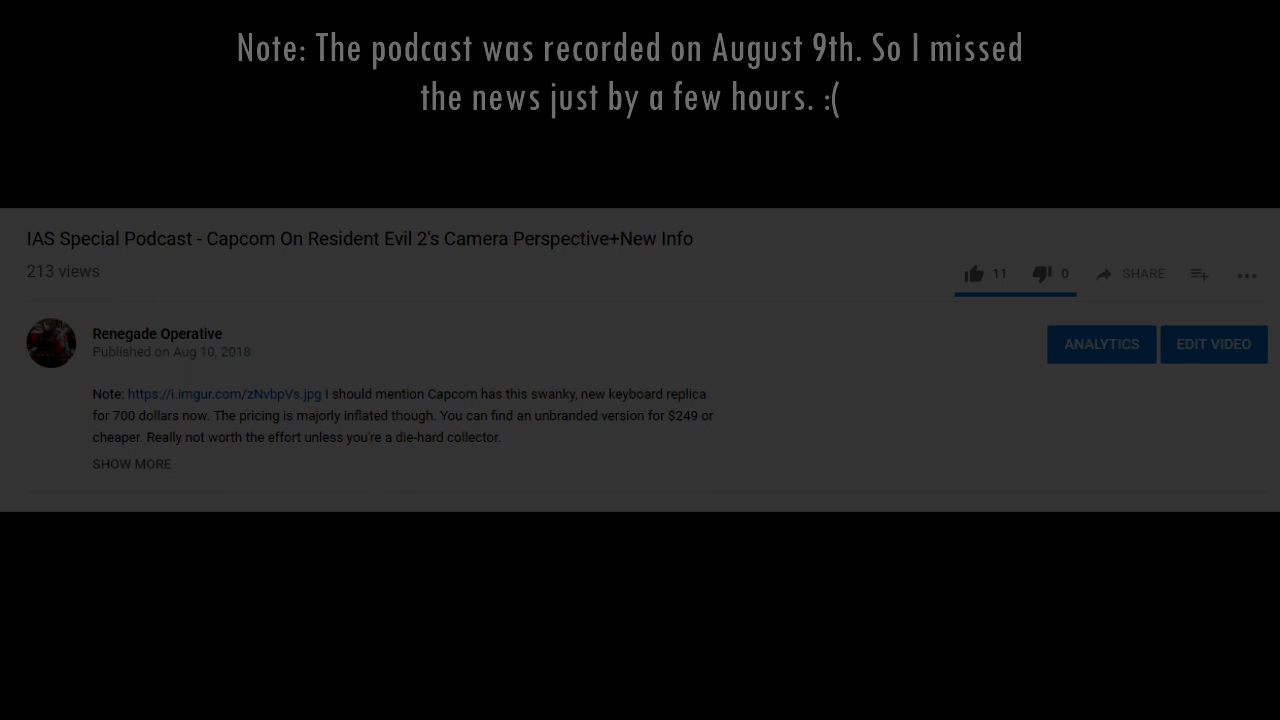 Note: The podcast was recorded on August 9th. So I missed
the news just by a few hours. :(
IAS Special Podcast - Capcom On Resident Evil 2's Camera Perspective+New Info
213 views
11 0 SHARE
Renegade Operative
Published on Aug 10, 2018
ANALYTICS EDIT VIDEO
Note: https://i.imgur.com/zNvbpVs.jpg I should mention Capcom has this swanky, new keyboard replica
for 700 dollars now. The pricing is majorly inflated though. You can find an unbranded version for $249 or
cheaper. Really not worth the effort unless you're a die-hard collector.
SHOW MORE